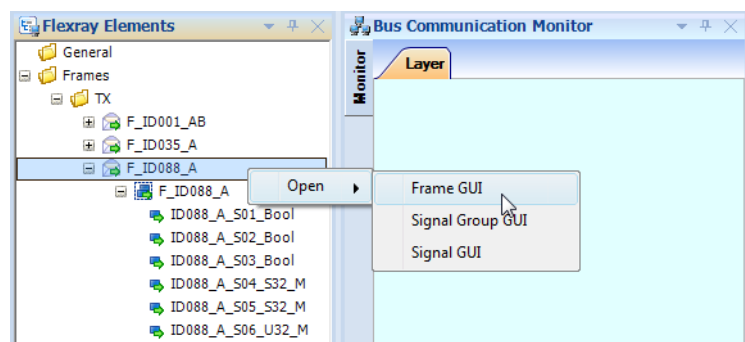 Flexray Elements
General
Frames
TX
F_ID001_AB
F_ID035_A
F_ID088_A
F_ID088_A
ID088_A_S01_Bool
ID088_A_S02_Bool
ID088_A_S03_Bool
ID088_A_S04_S32_M
ID088_A_S05_S32_M
ID088_A_S06_U32_M
Open
Frame GUI
Signal Group GUI
Signal GUI
Bus Communication Monitor
Monitor
Layer